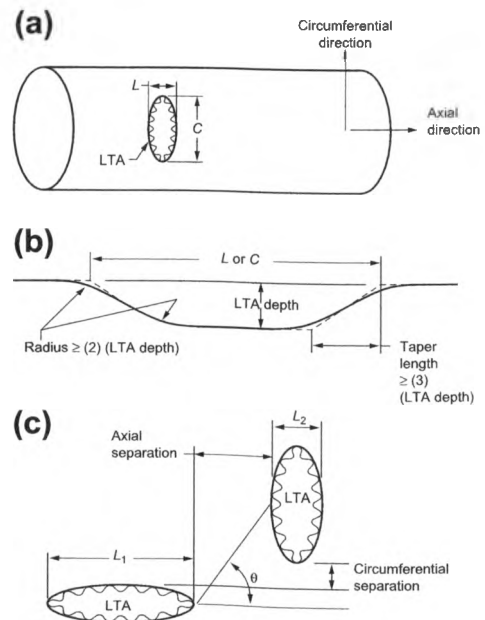 (a)
Circumferential
direction
L
C
LTA
Axial
direction
(b)
L or C
LTA depth
Radius ≥ (2) (LTA depth)
Taper
length
≥ (3)
(LTA depth)
(c)
L2
Axial
separation
LTA
L1
θ
Circumferential
separation
LTA